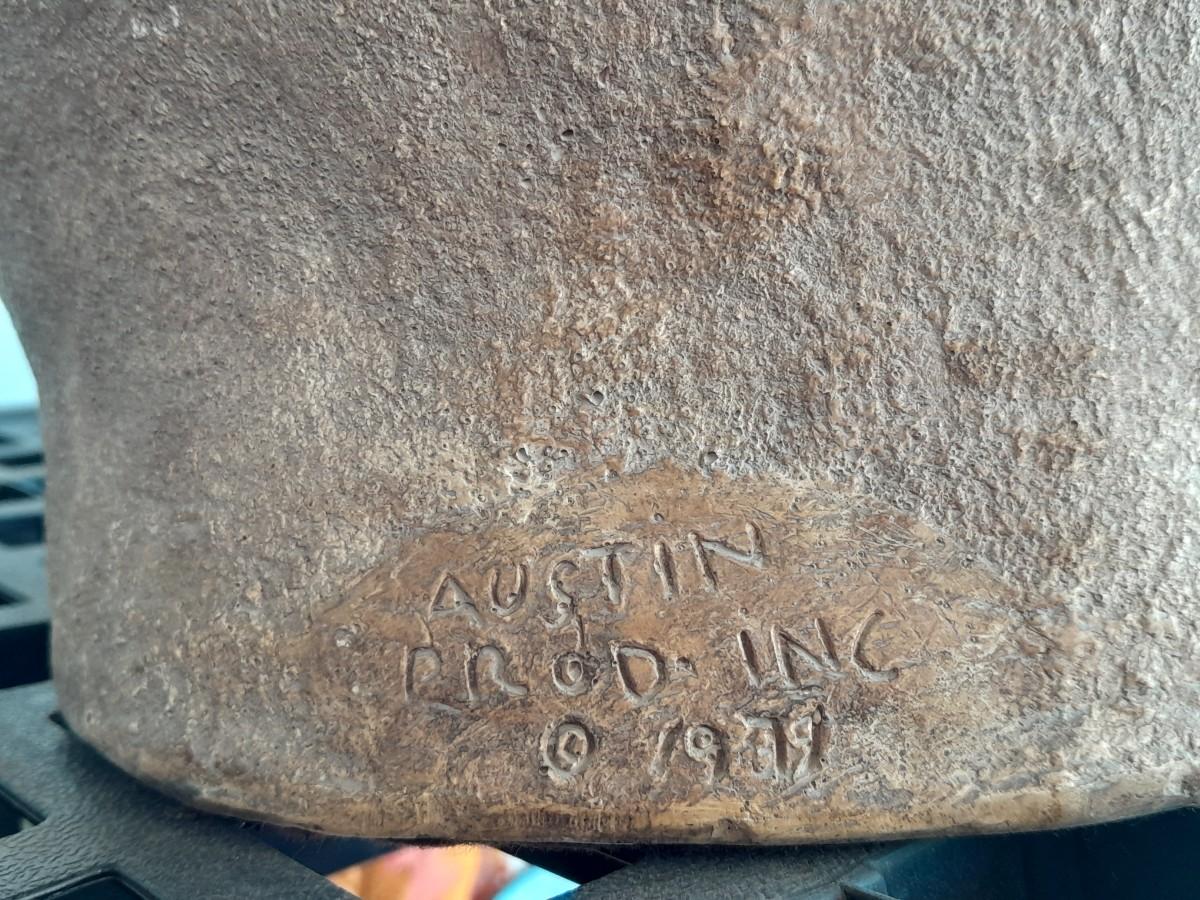 AUSTIN
PROD. INC
© 1979